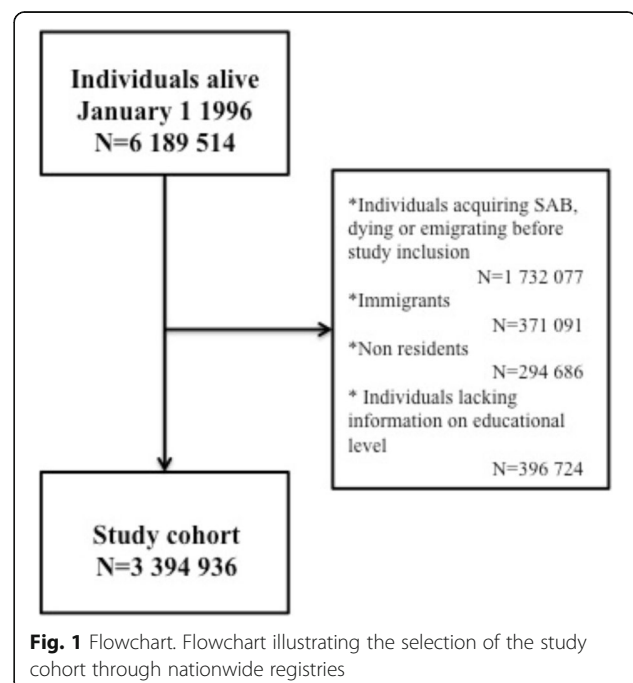 Individuals alive
January 1 1996
N=6 189 514
*Individuals acquiring SAB,
dying or emigrating before
study inclusion
N=1 732 077
*Immigrants
N=371 091
*Non residents
N=294 686
* Individuals lacking
information on educational
level
N=396 724
Study cohort
N=3 394 936
Fig. 1 Flowchart. Flowchart illustrating the selection of the study
cohort through nationwide registries